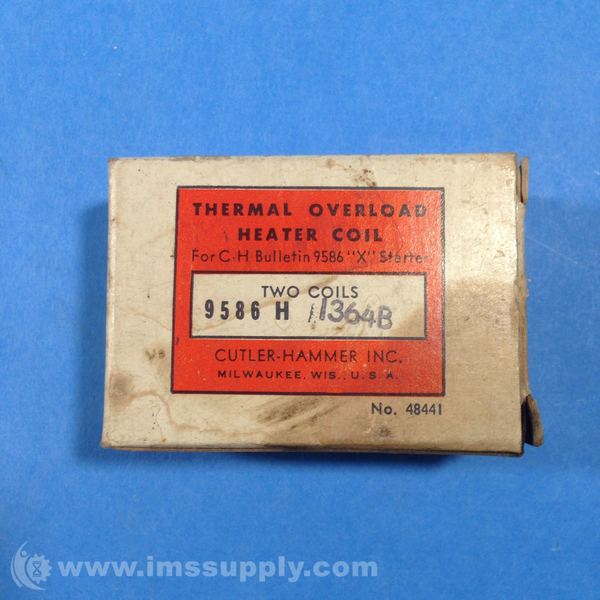 THERMAL OVERLOAD
HEATER COIL
For C-H Bulletin 9586 "X" Starter
TWO COILS
9586 H 1364B
CUTLER-HAMMER INC.
MILWAUKEE, WIS., U.S.A.
No. 48441
www.imssupply.com